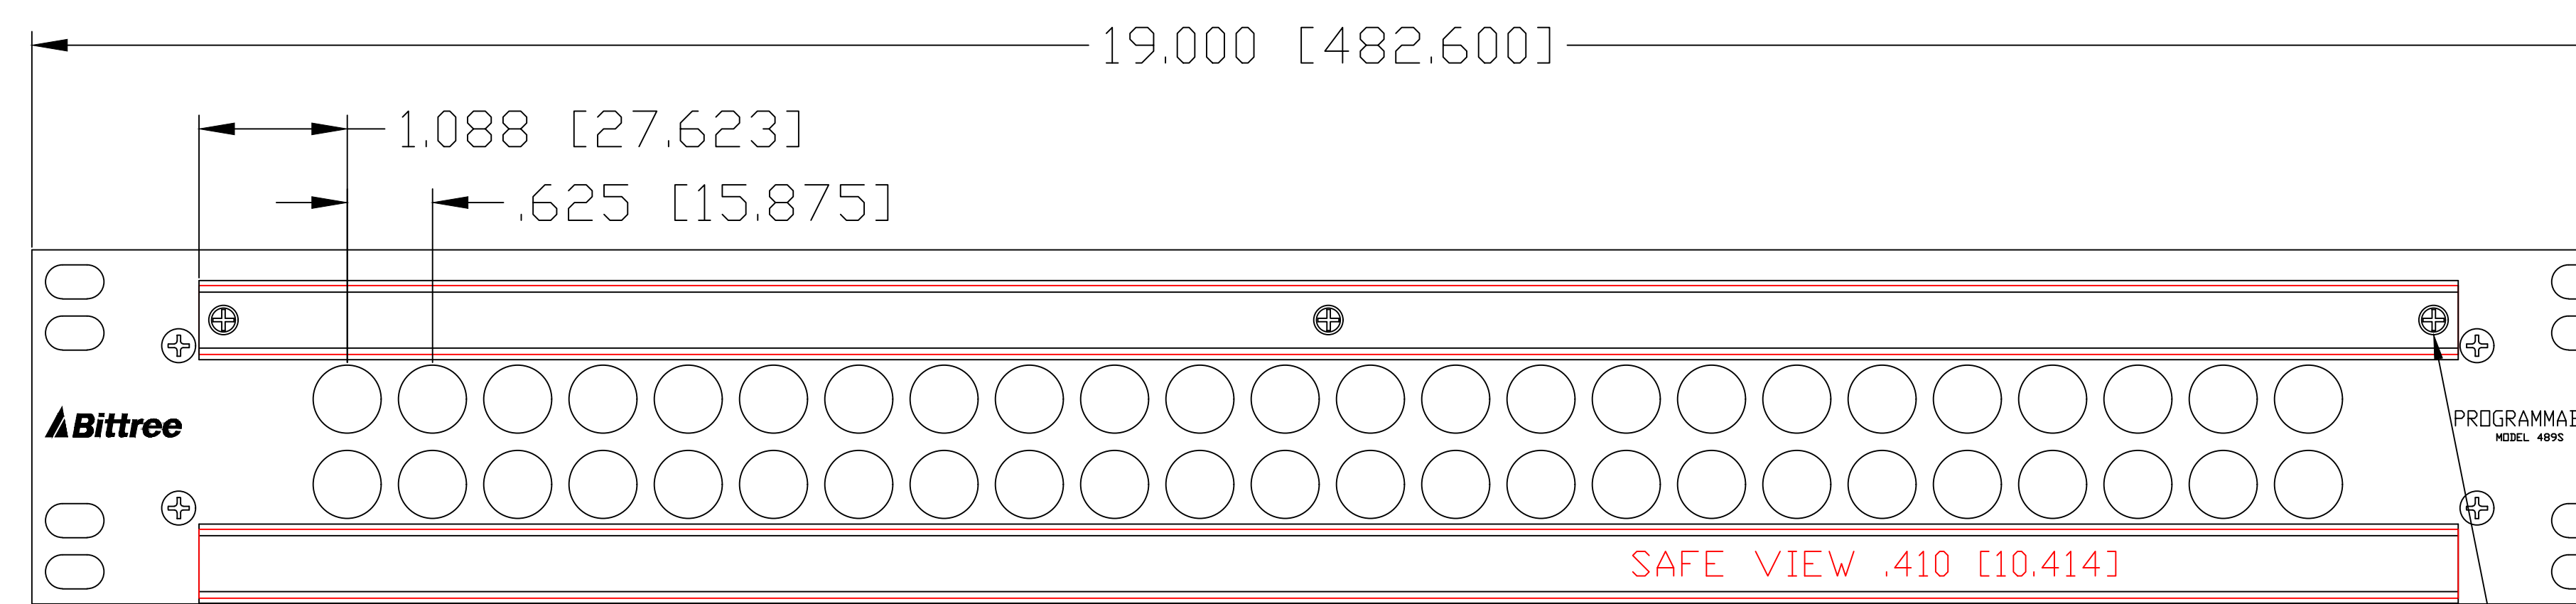 19.000 [482.600]
1.088 [27.623]
.625 [15.875]
Bittree
PROGRAMMA
MODEL 489S
SAFE VIEW .410 [10.414]